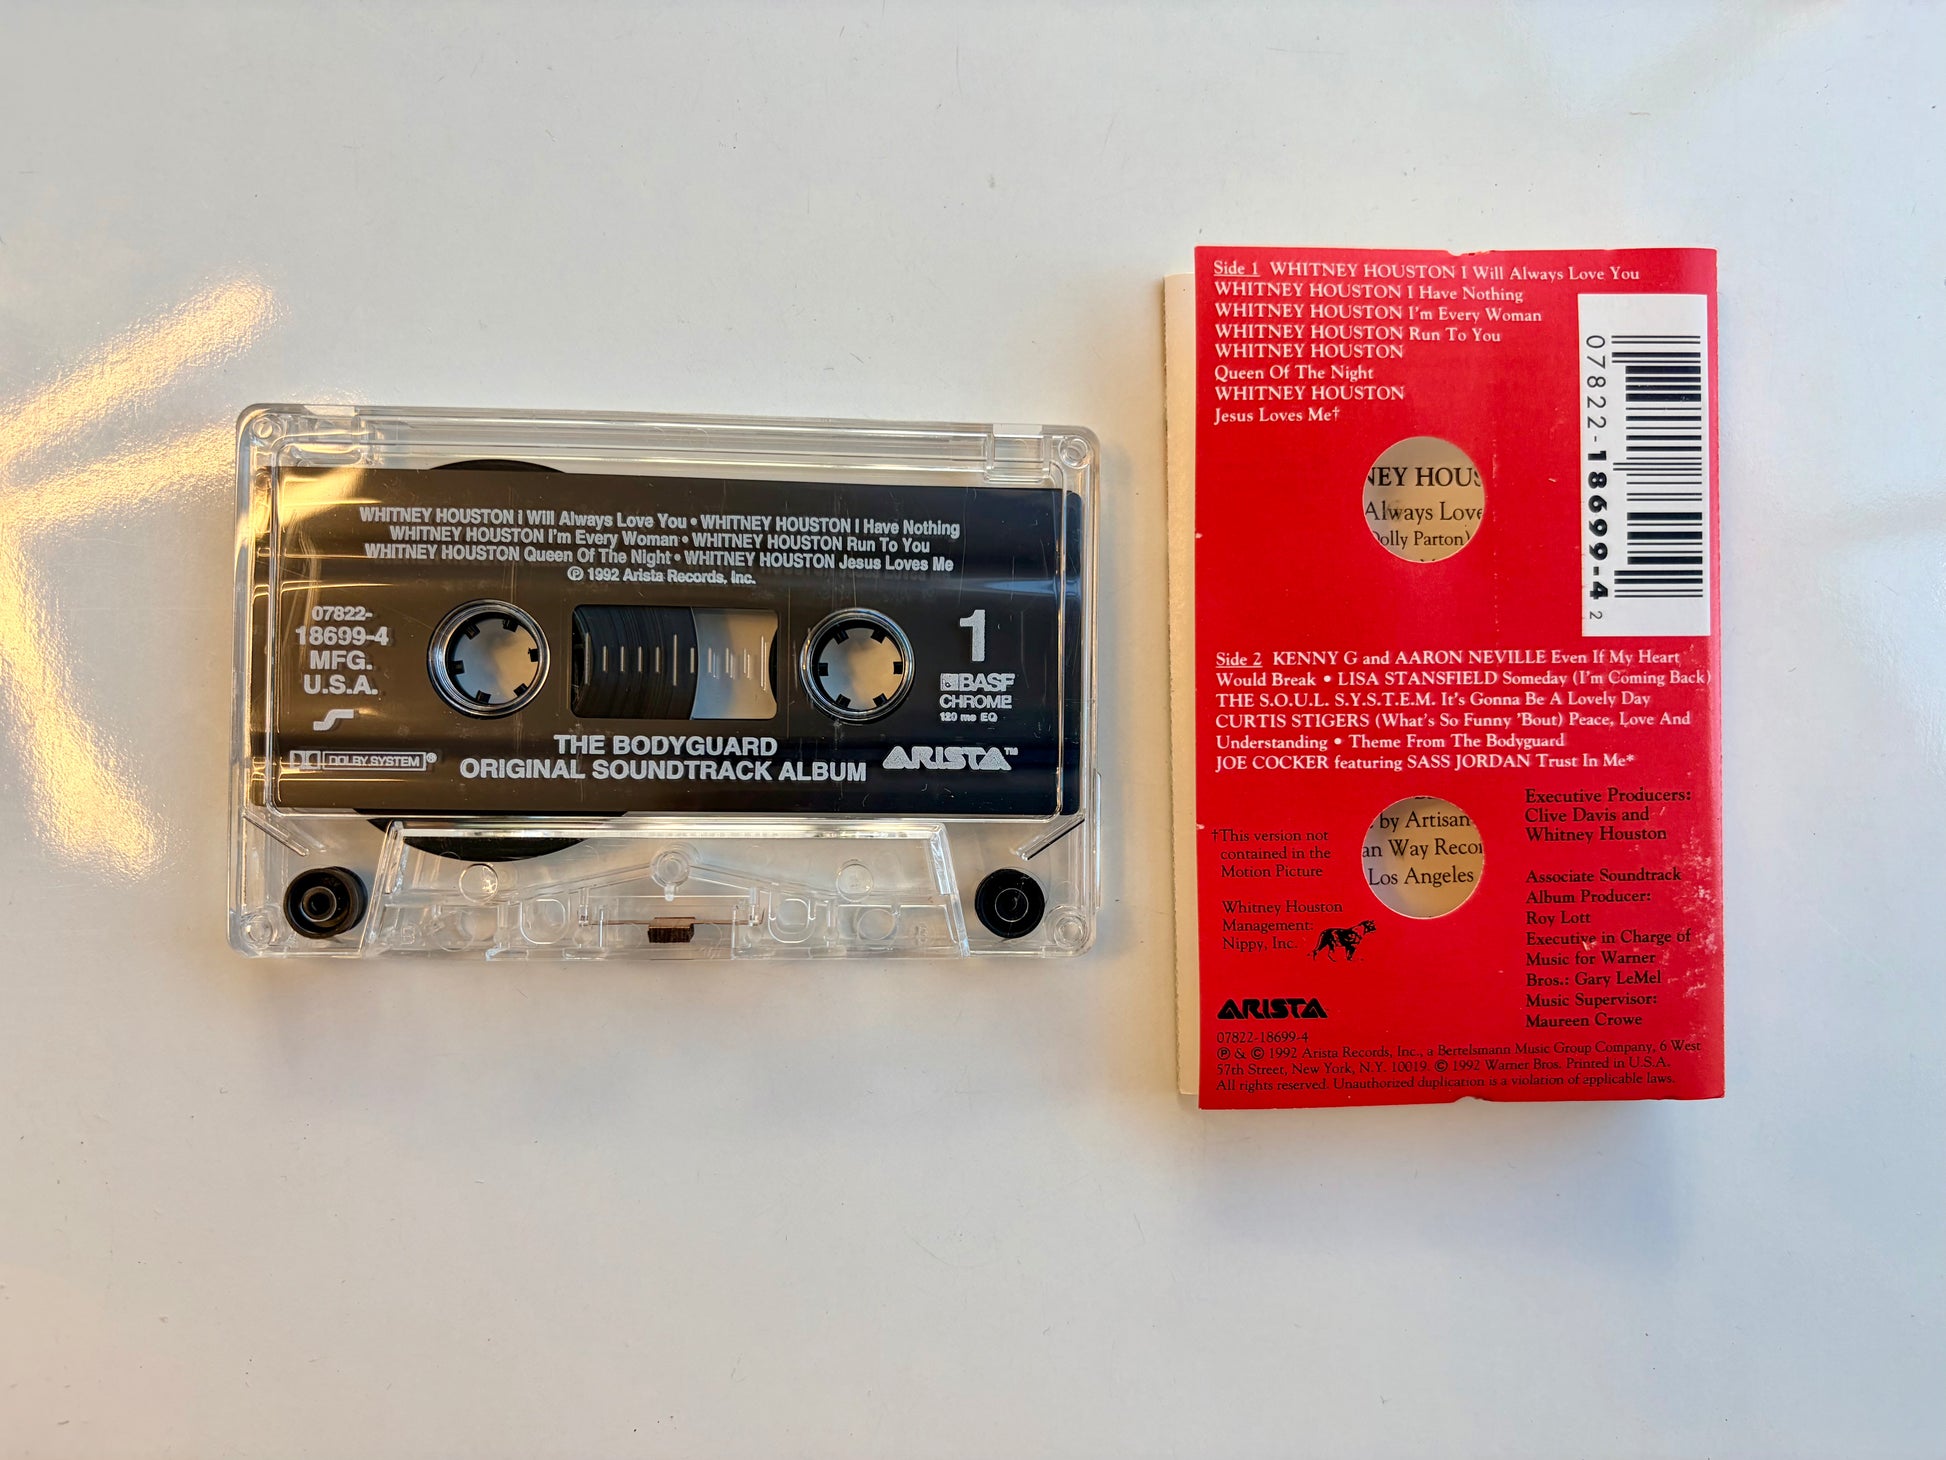 WHITNEY HOUSTON I Will Always Love You • WHITNEY HOUSTON I Have Nothing
WHITNEY HOUSTON I'm Every Woman • WHITNEY HOUSTON Run To You
WHITNEY HOUSTON Queen Of The Night • WHITNEY HOUSTON Jesus Loves Me
℗ 1992 Arista Records, Inc.
07822-
18699-4
MFG.
U.S.A.
1
BASF
CHROME
120 ms EQ
DOLBY SYSTEM®
THE BODYGUARD
ORIGINAL SOUNDTRACK ALBUM
ARISTA™
Side 1 WHITNEY HOUSTON I Will Always Love You
WHITNEY HOUSTON I Have Nothing
WHITNEY HOUSTON I'm Every Woman
WHITNEY HOUSTON Run To You
WHITNEY HOUSTON
Queen Of The Night
WHITNEY HOUSTON
Jesus Loves Me†
07822-18699-4 2
NEY HOUS
Always Love
Dolly Parton)
Side 2 KENNY G and AARON NEVILLE Even If My Heart
Would Break • LISA STANSFIELD Someday (I'm Coming Back)
THE S.O.U.L. S.Y.S.T.E.M. It's Gonna Be A Lovely Day
CURTIS STIGERS (What's So Funny 'Bout) Peace, Love And
Understanding • Theme From The Bodyguard
JOE COCKER featuring SASS JORDAN Trust In Me*
†This version not
contained in the
Motion Picture
by Artisan
an Way Recor
Los Angeles
Executive Producers:
Clive Davis and
Whitney Houston
Associate Soundtrack
Album Producer:
Roy Lott
Executive in Charge of
Music for Warner
Bros.: Gary LeMel
Music Supervisor:
Maureen Crowe
Whitney Houston
Management:
Nippy, Inc.
ARISTA
07822-18699-4
℗ & © 1992 Arista Records, Inc., a Bertelsmann Music Group Company, 6 West
57th Street, New York, N.Y. 10019. © 1992 Warner Bros. Printed in U.S.A.
All rights reserved. Unauthorized duplication is a violation of applicable laws.